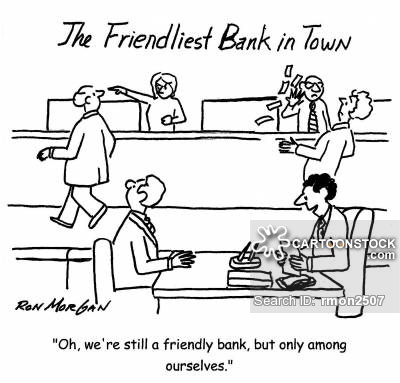 The Friendliest Bank in Town
CARTOONSTOCK
.com
Search ID: rmon2507
RON MORGAN
"Oh, we're still a friendly bank, but only among
ourselves."